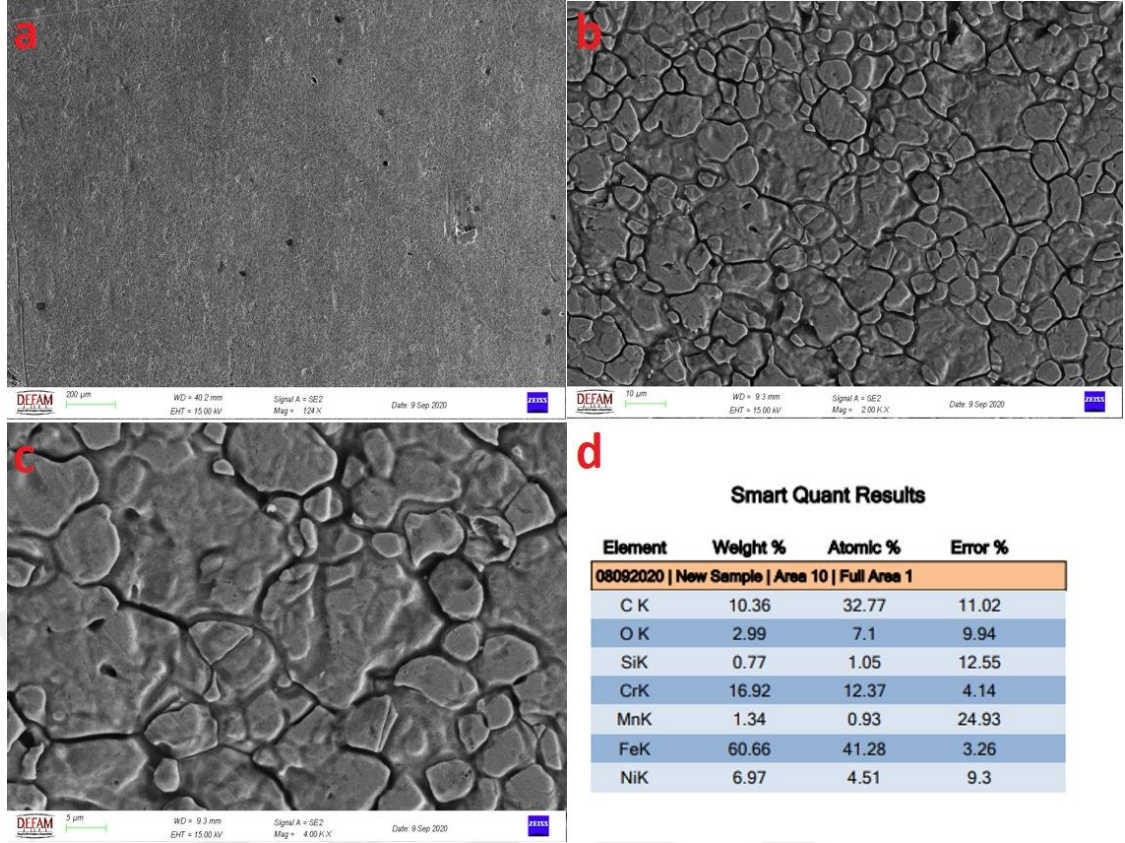 a
200 µm
WD = 40.2 mm
EHT = 15.00 kV
Signal A = SE2
Mag = 124 X
Date: 9 Sep 2020
DEFAM
ZEISS
b
10 µm
WD = 9.3 mm
EHT = 15.00 kV
Signal A = SE2
Mag = 2.00 K X
Date: 9 Sep 2020
DEFAM
ZEISS
c
5 µm
WD = 9.3 mm
EHT = 15.00 kV
Signal A = SE2
Mag = 4.00 K X
Date: 9 Sep 2020
DEFAM
ZEISS
d
Smart Quant Results
Element Weight % Atomic % Error %
08092020 | New Sample | Area 10 | Full Area 1
C K 10.36 32.77 11.02
O K 2.99 7.1 9.94
SiK 0.77 1.05 12.55
CrK 16.92 12.37 4.14
MnK 1.34 0.93 24.93
FeK 60.66 41.28 3.26
NiK 6.97 4.51 9.3